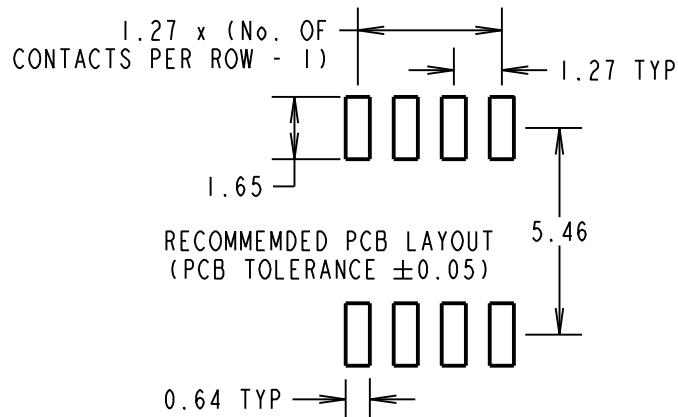 1.27 x (No. OF
CONTACTS PER ROW - 1)
1.27 TYP
1.65
RECOMMEMDED PCB LAYOUT
(PCB TOLERANCE ±0.05)
5.46
0.64 TYP